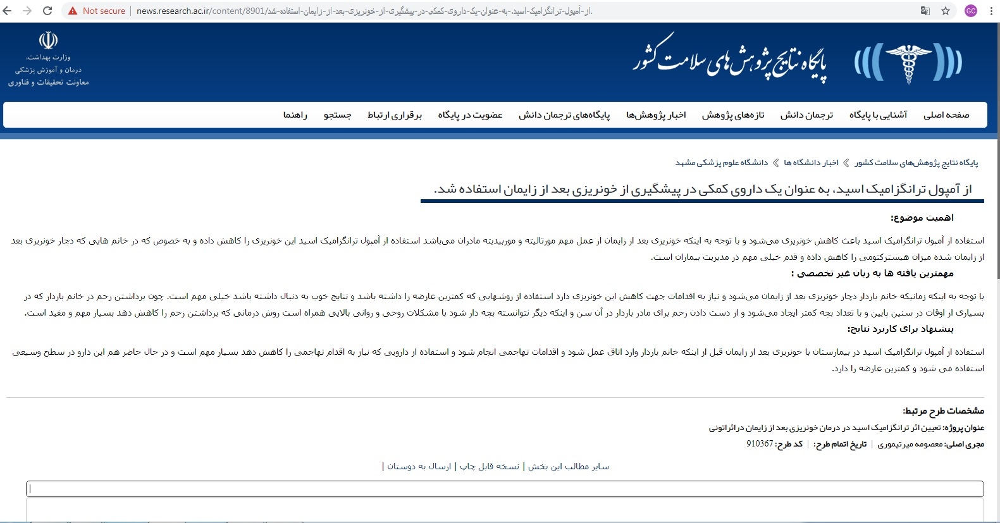 Not secure | news.research.ac.ir/content/8901/از-آمپول-ترانگزامیک-اسید،-به-عنوان-یک-داروی-کمکی-در-پیشگیری-از-خونریزی-بعد-از-زایمان-استفاده-شد.
GC
پایگاه نتایج پژوهش‌های سلامت کشور
وزارت بهداشت،
درمان و آموزش پزشکی
معاونت تحقیقات و فناوری
صفحه اصلی آشنایی با پایگاه ترجمان دانش تازه‌های پژوهش اخبار پژوهش‌ها پایگاه‌های ترجمان دانش عضویت در پایگاه برقراری ارتباط جستجو راهنما
پایگاه نتایج پژوهش‌های سلامت کشور » اخبار دانشگاه ها » دانشگاه علوم پزشکی مشهد
از آمپول ترانگزامیک اسید، به عنوان یک داروی کمکی در پیشگیری از خونریزی بعد از زایمان استفاده شد.
اهمیت موضوع:
استفاده از آمپول ترانگزامیک اسید باعث کاهش خونریزی می‌شود و با توجه به اینکه خونریزی بعد از زایمان از عمل مهم مورتالیته و موربیدیته مادران می‌باشد استفاده از آمپول ترانگزامیک اسید این خونریزی را کاهش داده و به خصوص که در خانم هایی که دچار خونریزی بعد
از زایمان شده میزان هیسترکتومی را کاهش داده و قدم خیلی مهم در مدیریت بیماران است.
مهمترین یافته ها به زبان غیر تخصصی :
با توجه به اینکه زمانیکه خانم باردار دچار خونریزی بعد از زایمان می‌شود و نیاز به اقدامات جهت کاهش این خونریزی دارد استفاده از روشهایی که کمترین عارضه را داشته باشد و نتایج خوب به دنبال داشته باشد خیلی مهم است. چون برداشتن رحم در خانم باردار که در
بسیاری از اوقات در سنین پایین و با تعداد بچه کمتر ایجاد می‌شود و از دست دادن رحم برای مادر باردار در آن سن و اینکه دیگر نتوانسته بچه دار شود با مشکلات روحی و روانی بالایی همراه است روش درمانی که برداشتن رحم را کاهش دهد بسیار مهم و مفید است.
پیشنهاد برای کاربرد نتایج:
استفاده از آمپول ترانگزامیک اسید در بیمارستان با خونریزی بعد از زایمان قبل از اینکه خانم باردار وارد اتاق عمل شود و اقدامات تهاجمی انجام شود و استفاده از دارویی که نیاز به اقدام تهاجمی را کاهش دهد بسیار مهم است و در حال حاضر هم این دارو در سطح وسیعی
استفاده می شود و کمترین عارضه را دارد.
مشخصات طرح مرتبط:
عنوان پروژه: تعیین اثر ترانگزامیک اسید در درمان خونریزی بعد از زایمان دراثراتونی
مجری اصلی: معصومه میرتیموری | تاریخ اتمام طرح: | کد طرح: 910367
سایر مطالب این بخش | نسخه قابل چاپ | ارسال به دوستان |